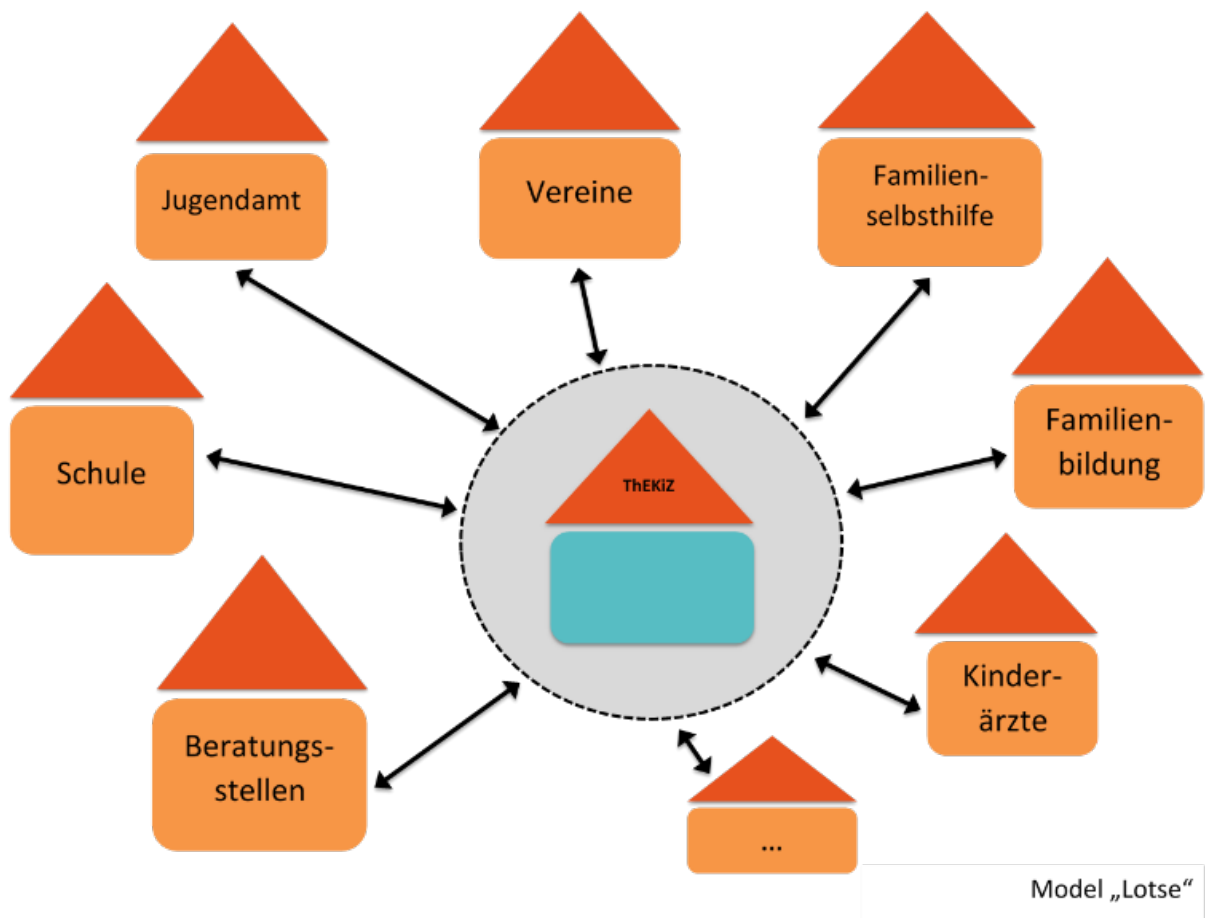 Jugendamt
Vereine
Familien-
selbsthilfe
Schule
ThEKiZ
Familien-
bildung
Beratungs-
stellen
Kinder-
ärzte
...
Model „Lotse“